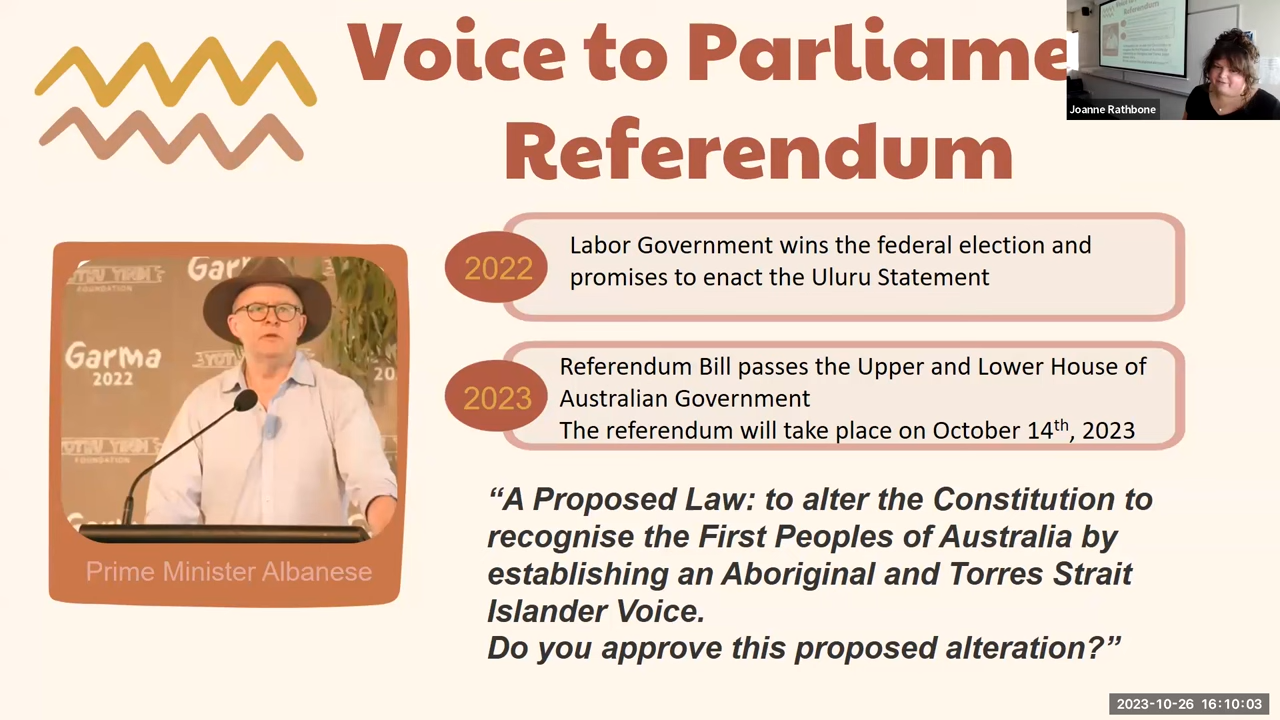 Voice to Parliame
Referendum
Joanne Rathbone
2022
Labor Government wins the federal election and
promises to enact the Uluru Statement
2023
Referendum Bill passes the Upper and Lower House of
Australian Government
The referendum will take place on October 14th, 2023
“A Proposed Law: to alter the Constitution to
recognise the First Peoples of Australia by
establishing an Aboriginal and Torres Strait
Islander Voice.
Do you approve this proposed alteration?”
FOUNDATION
Garma
2022
FOUNDATION
Prime Minister Albanese
2023-10-26 16:10:03